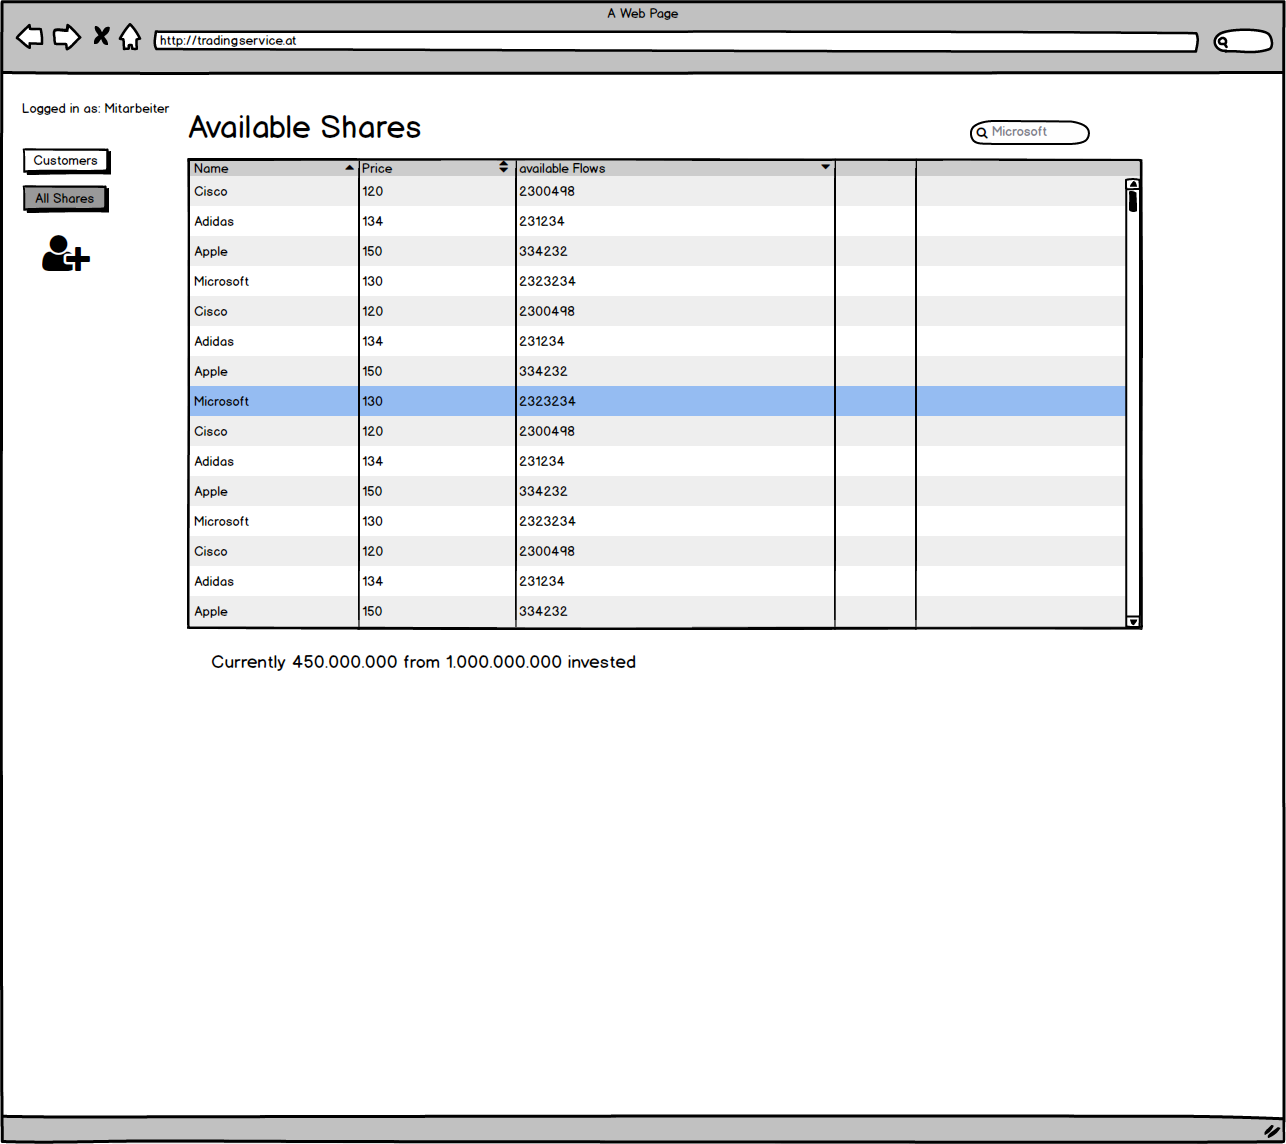 A Web Page
http://tradingservice.at
Logged in as: Mitarbeiter
Available Shares
Microsoft
Customers
All Shares
Name Price available Flows
Cisco 120 2300498
Adidas 134 231234
Apple 150 334232
Microsoft 130 2323234
Cisco 120 2300498
Adidas 134 231234
Apple 150 334232
Microsoft 130 2323234
Cisco 120 2300498
Adidas 134 231234
Apple 150 334232
Microsoft 130 2323234
Cisco 120 2300498
Adidas 134 231234
Apple 150 334232
Currently 450.000.000 from 1.000.000.000 invested